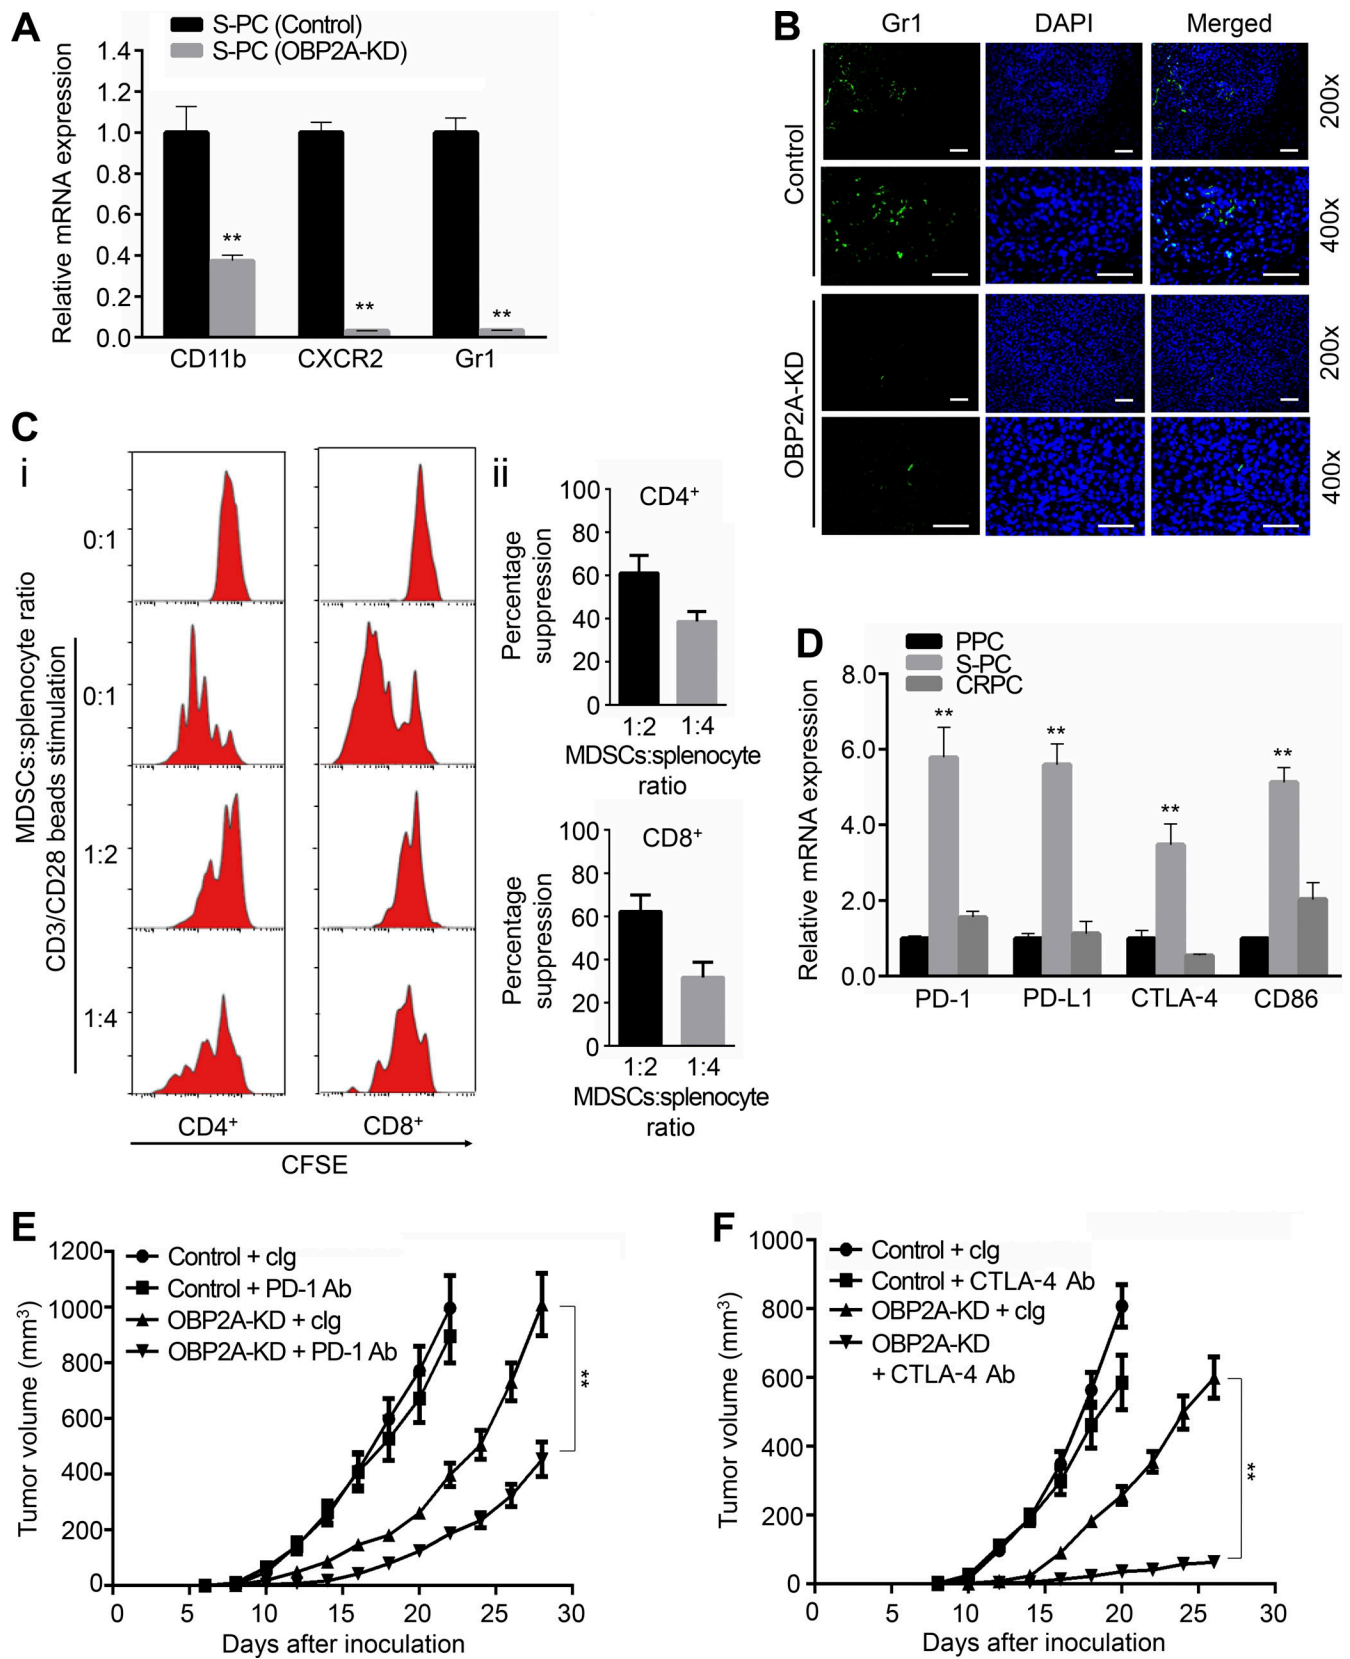 A
S-PC (Control)
S-PC (OBP2A-KD)
Relative mRNA expression
1.4
1.2
1.0
0.8
0.6
0.4
0.2
0.0
**
**
**
CD11b
CXCR2
Gr1
B
Gr1
DAPI
Merged
Control
OBP2A-KD
200x
400x
200x
400x
C
i
MDSCs:splenocyte ratio
CD3/CD28 beads stimulation
0:1
0:1
1:2
1:4
CD4+
CD8+
CFSE
ii
CD4+
Percentage
suppression
100
80
60
40
20
0
1:2
1:4
MDSCs:splenocyte
ratio
CD8+
Percentage
suppression
100
80
60
40
20
0
1:2
1:4
MDSCs:splenocyte
ratio
D
PPC
S-PC
CRPC
Relative mRNA expression
8.0
6.0
4.0
2.0
0.0
**
**
**
**
PD-1
PD-L1
CTLA-4
CD86
E
Control + cIg
Control + PD-1 Ab
OBP2A-KD + cIg
OBP2A-KD + PD-1 Ab
Tumor volume (mm3)
1200
1000
800
600
400
200
0
**
0
5
10
15
20
25
30
Days after inoculation
F
Control + cIg
Control + CTLA-4 Ab
OBP2A-KD + cIg
OBP2A-KD
+ CTLA-4 Ab
Tumor volume (mm3)
1000
800
600
400
200
0
**
0
5
10
15
20
25
30
Days after inoculation